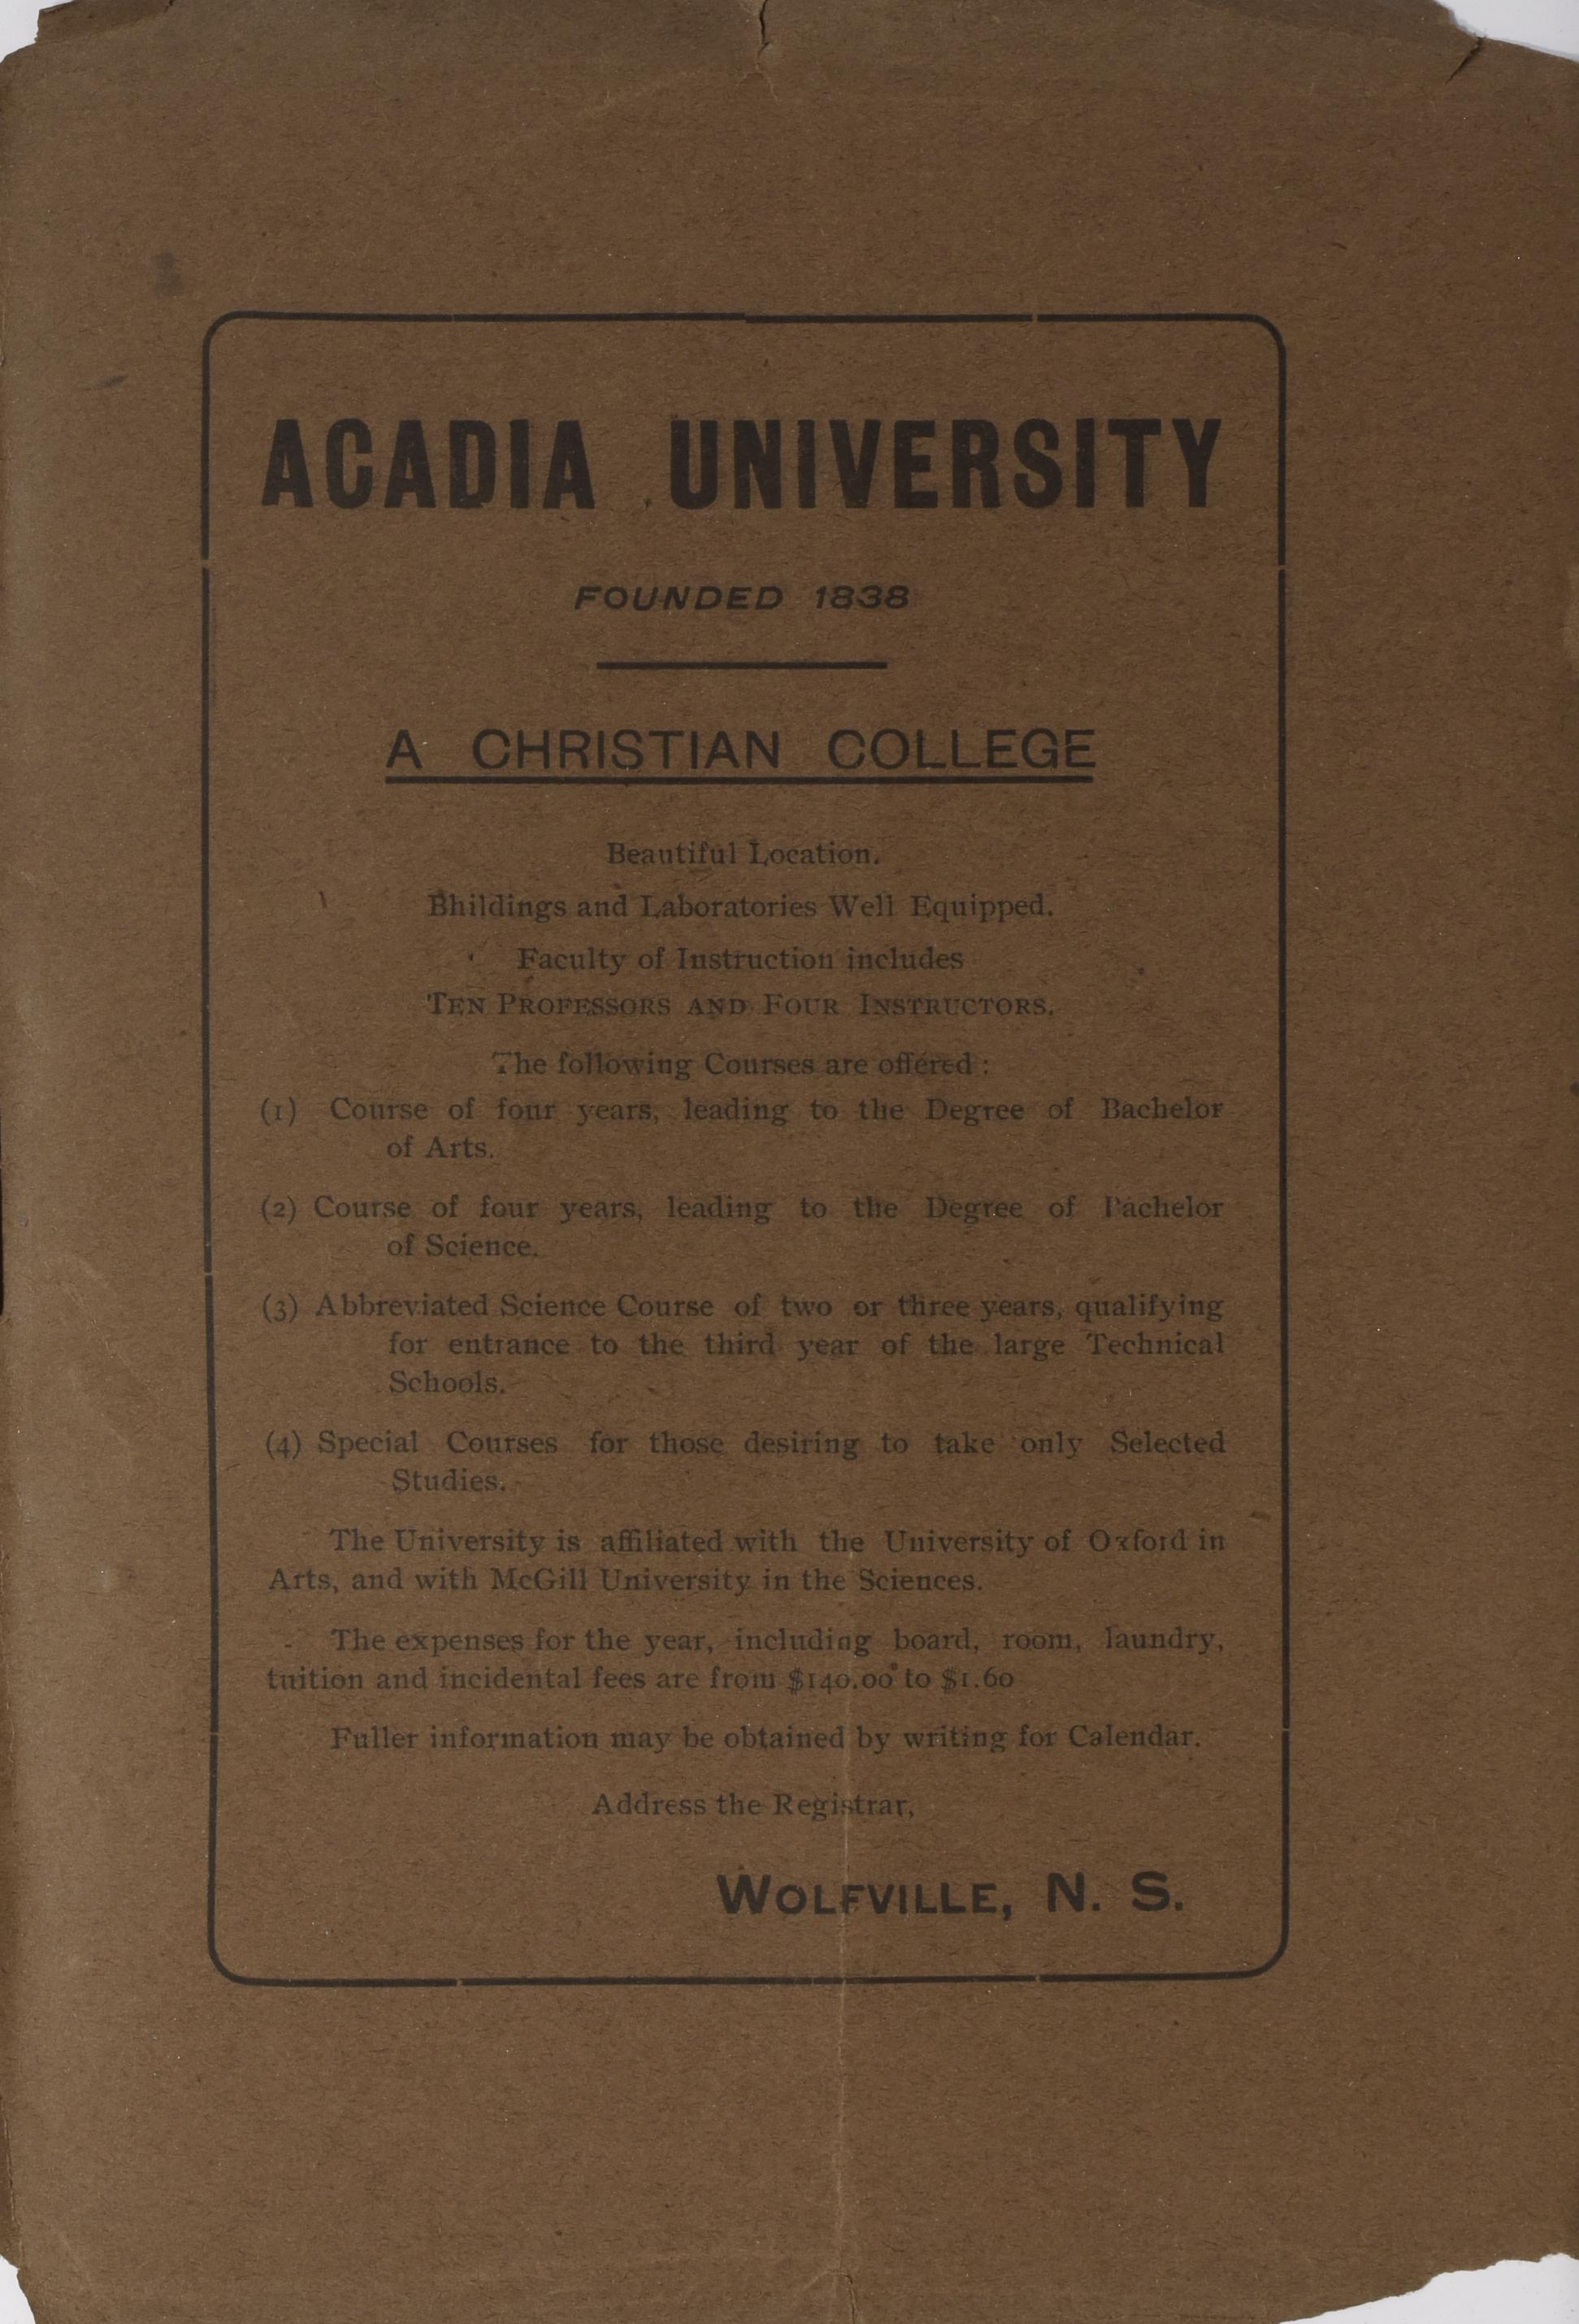 ACADIA UNIVERSITY
FOUNDED 1838
A CHRISTIAN COLLEGE
Beautiful Location.
Bhildings and Laboratories Well Equipped.
Faculty of Instruction includes
TEN PROFESSORS AND FOUR INSTRUCTORS.
The following Courses are offered:
(1) Course of four years, leading to the Degree of Bachelor
of Arts.
(2) Course of four years, leading to the Degree of Bachelor
of Science.
(3) Abbreviated Science Course of two or three years, qualifying
for entrance to the third year of the large Technical
Schools.
(4) Special Courses for those desiring to take only Selected
Studies.
The University is affiliated with the University of Oxford in
Arts, and with McGill University in the Sciences.
The expenses for the year, including board, room, laundry,
tuition and incidental fees are from $140.00 to $1.60
Fuller information may be obtained by writing for Calendar.
Address the Registrar,
WOLFVILLE, N. S.